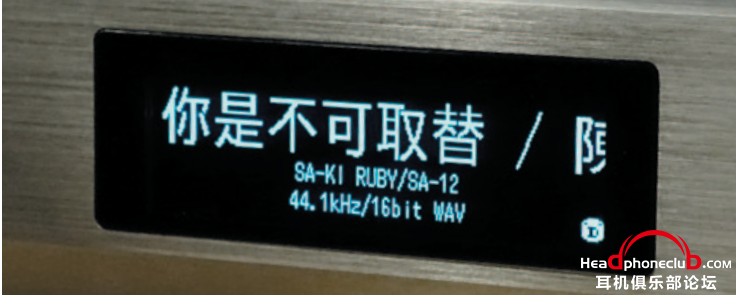 你是不可取替 /
SA-KI RUBY/SA-12
44.1kHz/16bit WAV
D
Headphoneclub.com
耳机俱乐部论坛